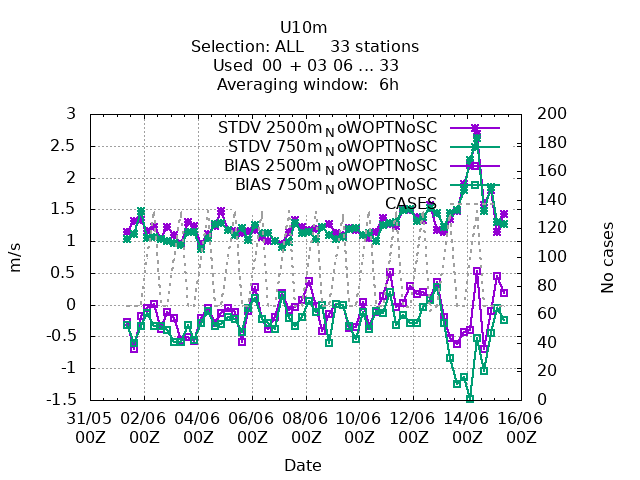 U10m
Selection: ALL 33 stations
Used 00 + 03 06 ... 33
Averaging window: 6h
STDV 2500m_NoWOPTNoSC
STDV 750m_NoWOPTNoSC
BIAS 2500m_NoWOPTNoSC
BIAS 750m_NoWOPTNoSC
CASES
3
2.5
2
1.5
1
0.5
0
-0.5
-1
-1.5
m/s
200
180
160
140
120
100
80
60
40
20
0
No cases
31/05 02/06 04/06 06/06 08/06 10/06 12/06 14/06 16/06
00Z 00Z 00Z 00Z 00Z 00Z 00Z 00Z 00Z
Date